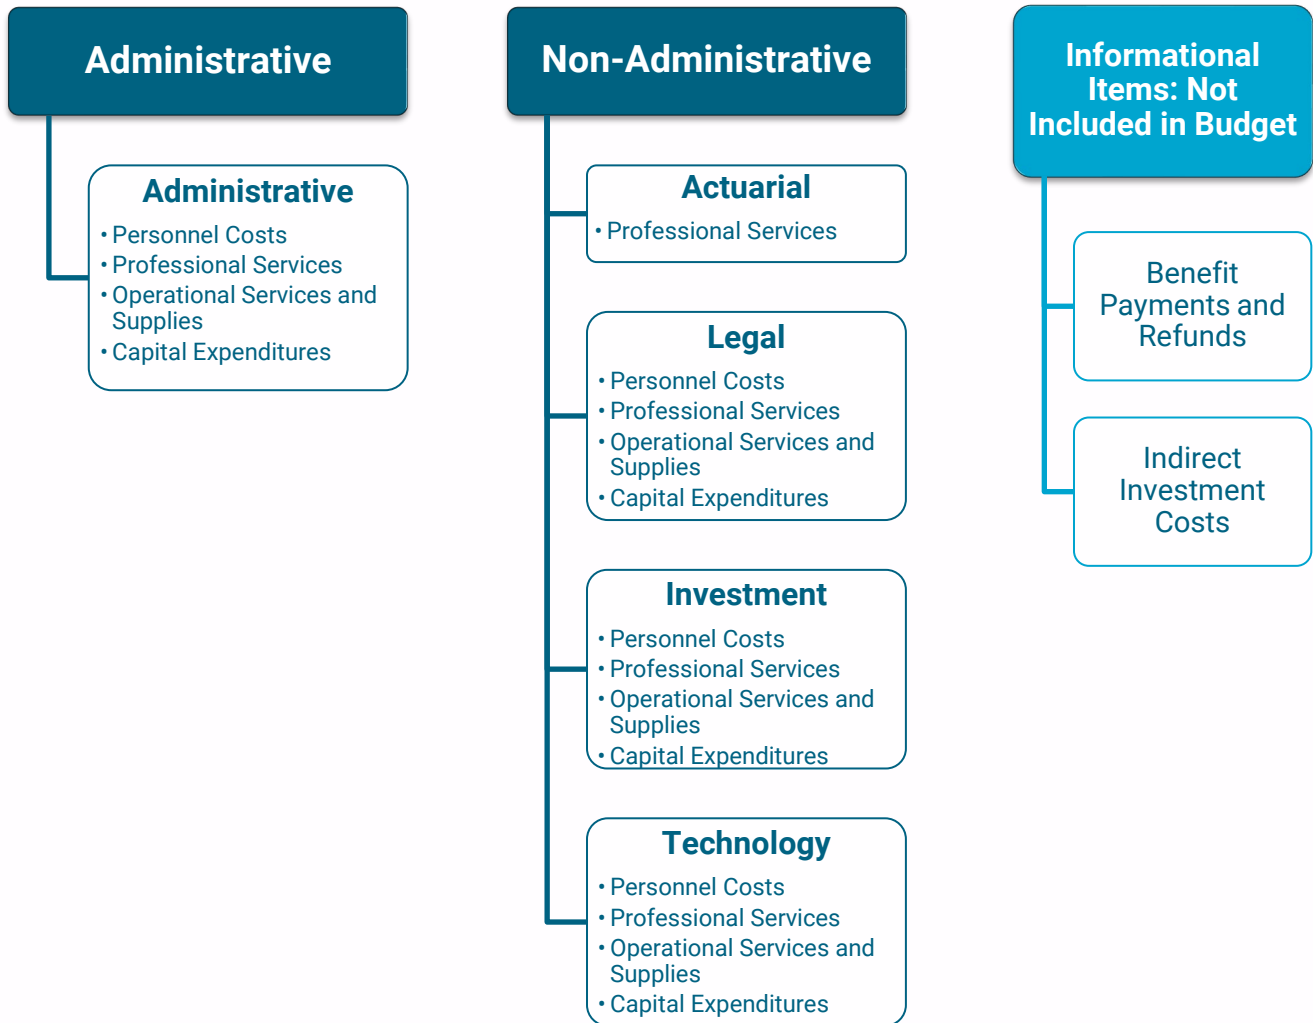 Administrative
Administrative
• Personnel Costs
• Professional Services
• Operational Services and
Supplies
• Capital Expenditures
Non-Administrative
Actuarial
• Professional Services
Legal
• Personnel Costs
• Professional Services
• Operational Services and
Supplies
• Capital Expenditures
Investment
• Personnel Costs
• Professional Services
• Operational Services and
Supplies
• Capital Expenditures
Technology
• Personnel Costs
• Professional Services
• Operational Services and
Supplies
• Capital Expenditures
Informational
Items: Not
Included in Budget
Benefit
Payments and
Refunds
Indirect
Investment
Costs